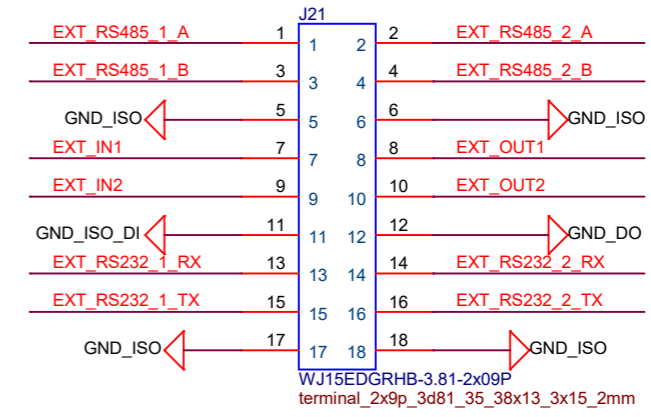 J21
EXT_RS485_1_A 1 1 2 2 EXT_RS485_2_A
EXT_RS485_1_B 3 3 4 4 EXT_RS485_2_B
GND_ISO 5 5 6 6 GND_ISO
EXT_IN1 7 7 8 8 EXT_OUT1
EXT_IN2 9 9 10 10 EXT_OUT2
GND_ISO_DI 11 11 12 12 GND_DO
EXT_RS232_1_RX 13 13 14 14 EXT_RS232_2_RX
EXT_RS232_1_TX 15 15 16 16 EXT_RS232_2_TX
GND_ISO 17 17 18 18 GND_ISO
WJ15EDGRHB-3.81-2x09P
terminal_2x9p_3d81_35_38x13_3x15_2mm